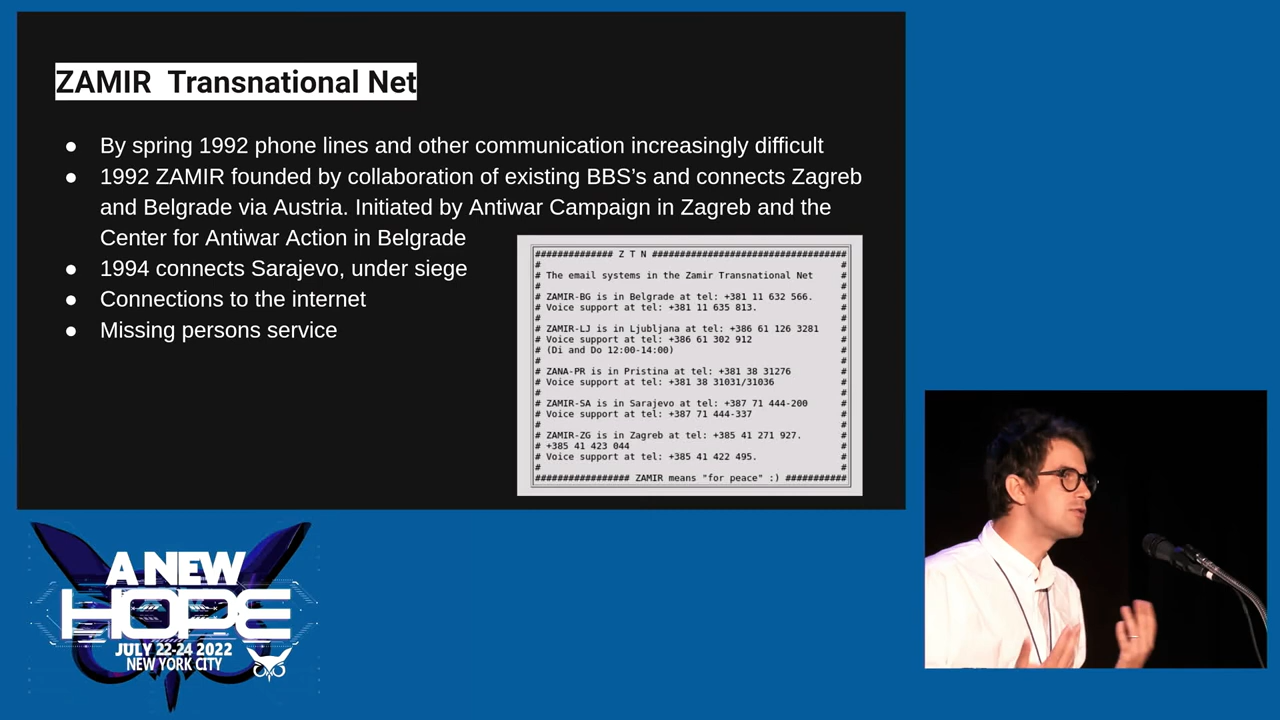 ZAMIR  Transnational Net
● By spring 1992 phone lines and other communication increasingly difficult
● 1992 ZAMIR founded by collaboration of existing BBS’s and connects Zagreb
and Belgrade via Austria. Initiated by Antiwar Campaign in Zagreb and the
Center for Antiwar Action in Belgrade
● 1994 connects Sarajevo, under siege
● Connections to the internet
● Missing persons service
############## Z T N ###################################
# #
# The email systems in the Zamir Transnational Net #
# #
# ZAMIR-BG is in Belgrade at tel: +381 11 632 566. #
# Voice support at tel: +381 11 635 813. #
# #
# ZAMIR-LJ is in Ljubljana at tel: +386 61 126 3281 #
# Voice support at tel: +386 61 302 912 #
# (Di and Do 12:00-14:00) #
# #
# ZANA-PR is in Pristina at tel: +381 38 31276 #
# Voice support at tel: +381 38 31031/31036 #
# #
# ZAMIR-SA is in Sarajevo at tel: +387 71 444-200 #
# Voice support at tel: +387 71 444-337 #
# #
# ZAMIR-ZG is in Zagreb at tel: +385 41 271 927. #
# +385 41 423 044 #
# Voice support at tel: +385 41 422 495. #
# #
################# ZAMIR means "for peace" :) ###########
A NEW
HOPE
JULY 22-24 2022
NEW YORK CITY